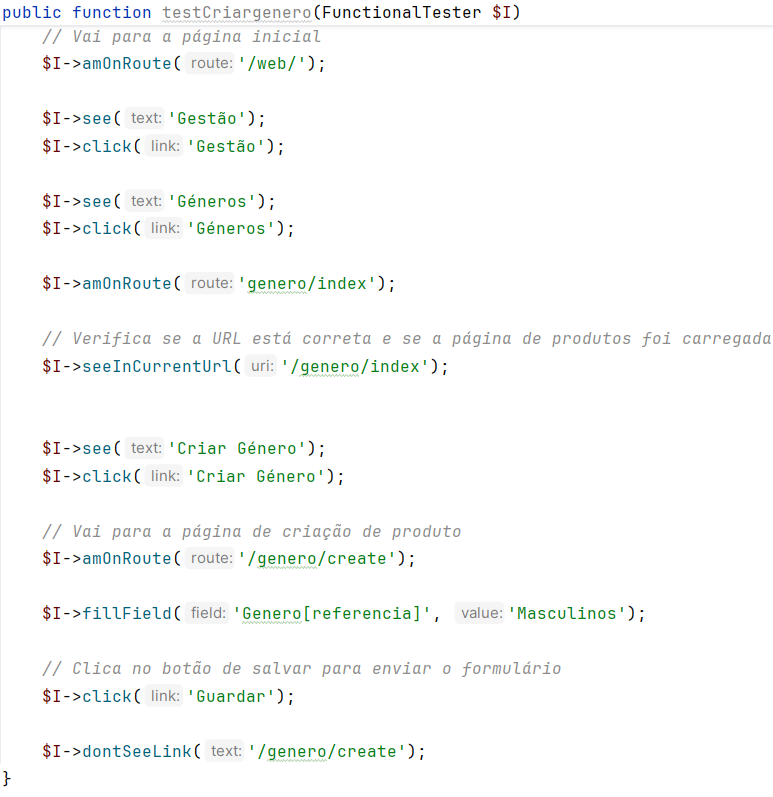 public function testCriargenero(FunctionalTester $I)
// Vai para a página inicial
$I->amOnRoute( route: '/web/');
$I->see( text: 'Gestão');
$I->click( link: 'Gestão');
$I->see( text: 'Géneros');
$I->click( link: 'Géneros');
$I->amOnRoute( route: 'genero/index');
// Verifica se a URL está correta e se a página de produtos foi carregada
$I->seeInCurrentUrl( uri: '/genero/index');
$I->see( text: 'Criar Género');
$I->click( link: 'Criar Género');
// Vai para a página de criação de produto
$I->amOnRoute( route: '/genero/create');
$I->fillField( field: 'Genero[referencia]', value: 'Masculinos');
// Clica no botão de salvar para enviar o formulário
$I->click( link: 'Guardar');
$I->dontSeeLink( text: '/genero/create');
}